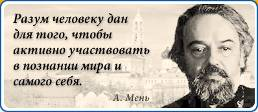 Разум человеку дан
для того, чтобы
активно участвовать
в познании мира и
самого себя.
А. Мень